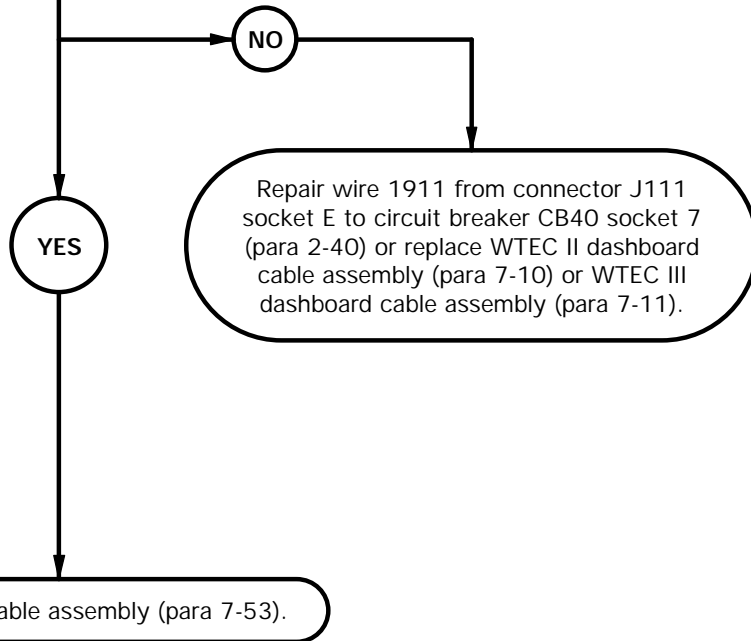 NO
YES
Repair wire 1911 from connector J111
socket E to circuit breaker CB40 socket 7
(para 2-40) or replace WTEC II dashboard
cable assembly (para 7-10) or WTEC III
dashboard cable assembly (para 7-11).
assembly (para 7-53).